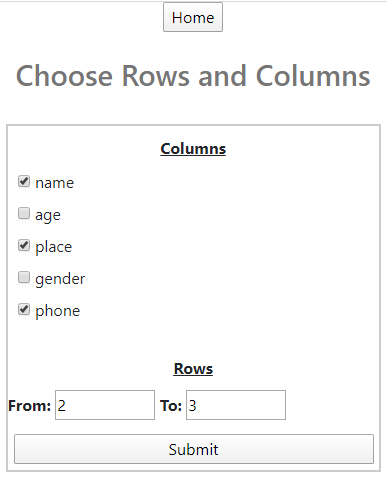 Home
Choose Rows and Columns
Columns
name
age
place
gender
phone
Rows
From: 2 To: 3
Submit